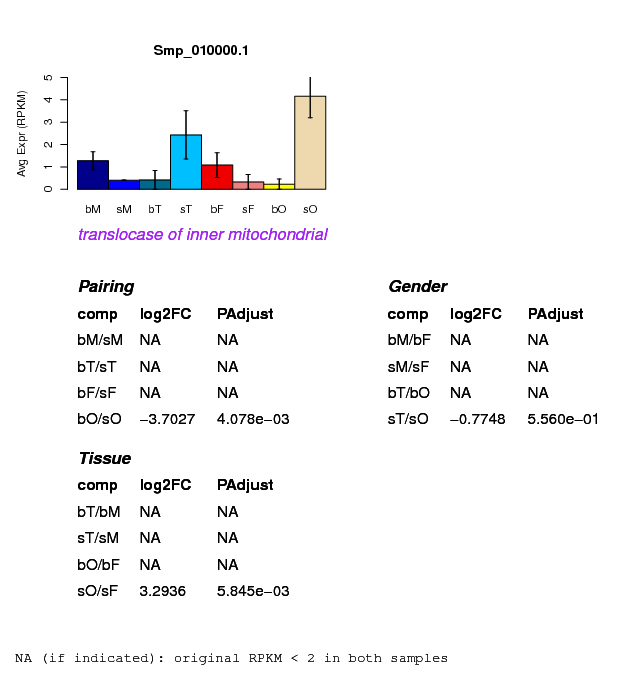 Smp_010000.1
Avg Expr (RPKM)
5
4
3
2
1
0
bM sM bT sT bF sF bO sO
translocase of inner mitochondrial
Pairing
comp log2FC PAdjust
bM/sM NA NA
bT/sT NA NA
bF/sF NA NA
bO/sO −3.7027 4.078e−03
Gender
comp log2FC PAdjust
bM/bF NA NA
sM/sF NA NA
bT/bO NA NA
sT/sO −0.7748 5.560e−01
Tissue
comp log2FC PAdjust
bT/bM NA NA
sT/sM NA NA
bO/bF NA NA
sO/sF 3.2936 5.845e−03
NA (if indicated): original RPKM < 2 in both samples